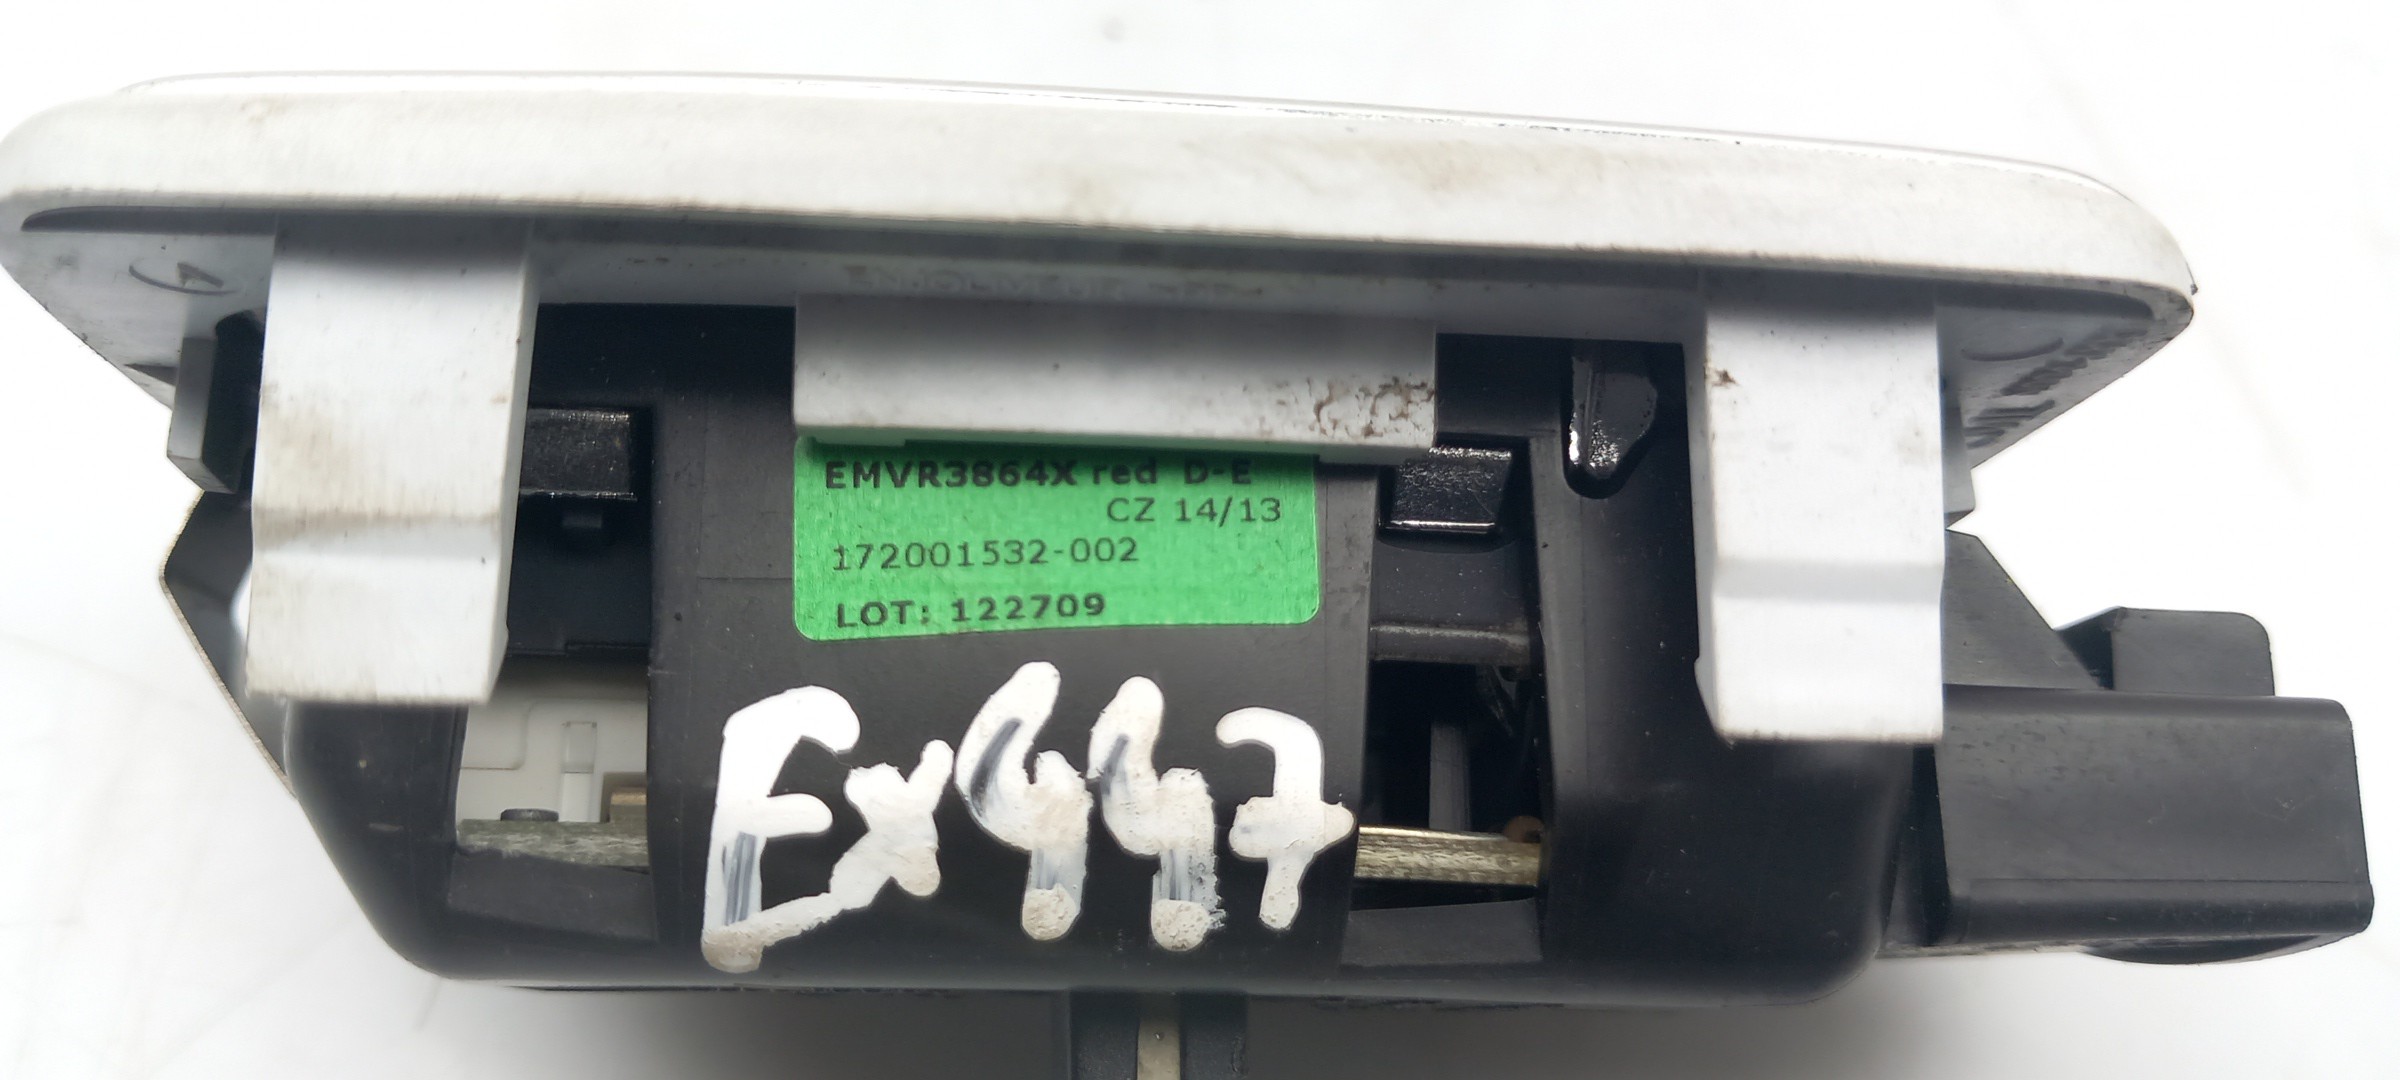 EMVR3864X red D-E
CZ 14/13
172001532-002
LOT: 122709
Ex447